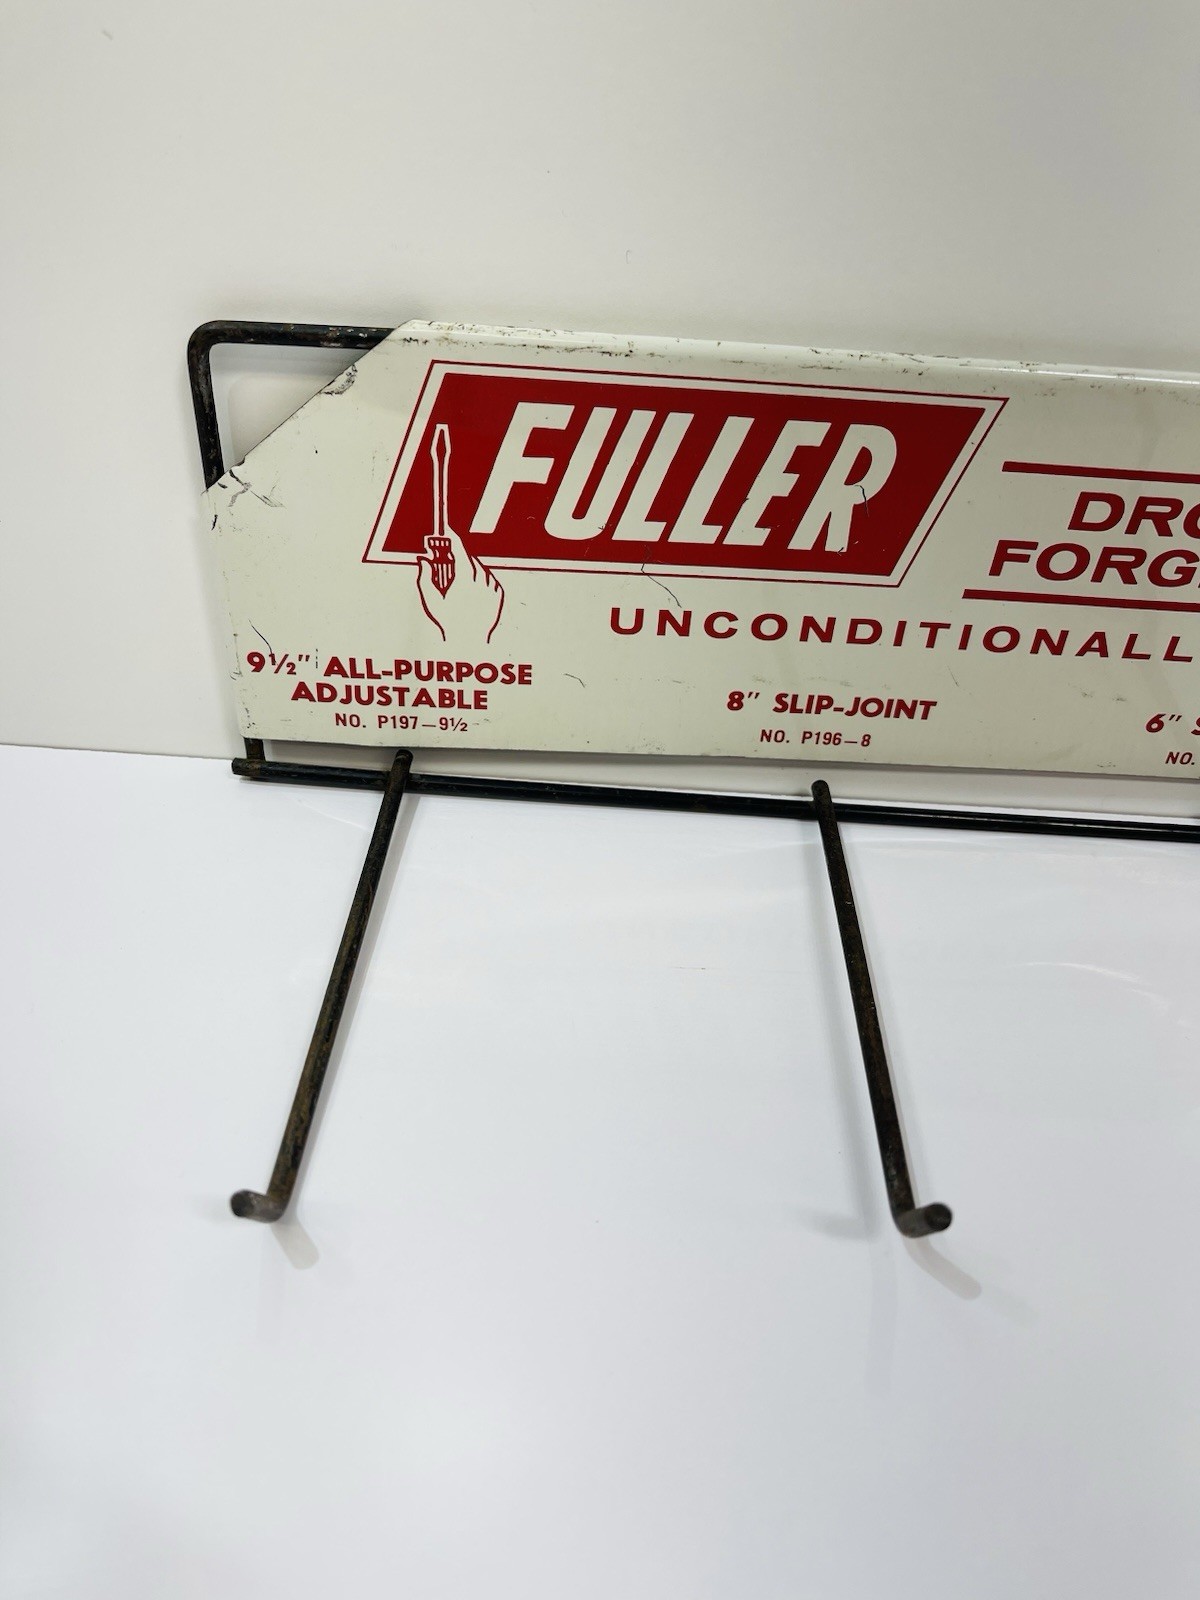 FULLER
DRO
FORG
UNCONDITIONALL
9½" ALL-PURPOSE
ADJUSTABLE
NO. P197–9½
8" SLIP-JOINT
NO. P196–8
6" S
NO.